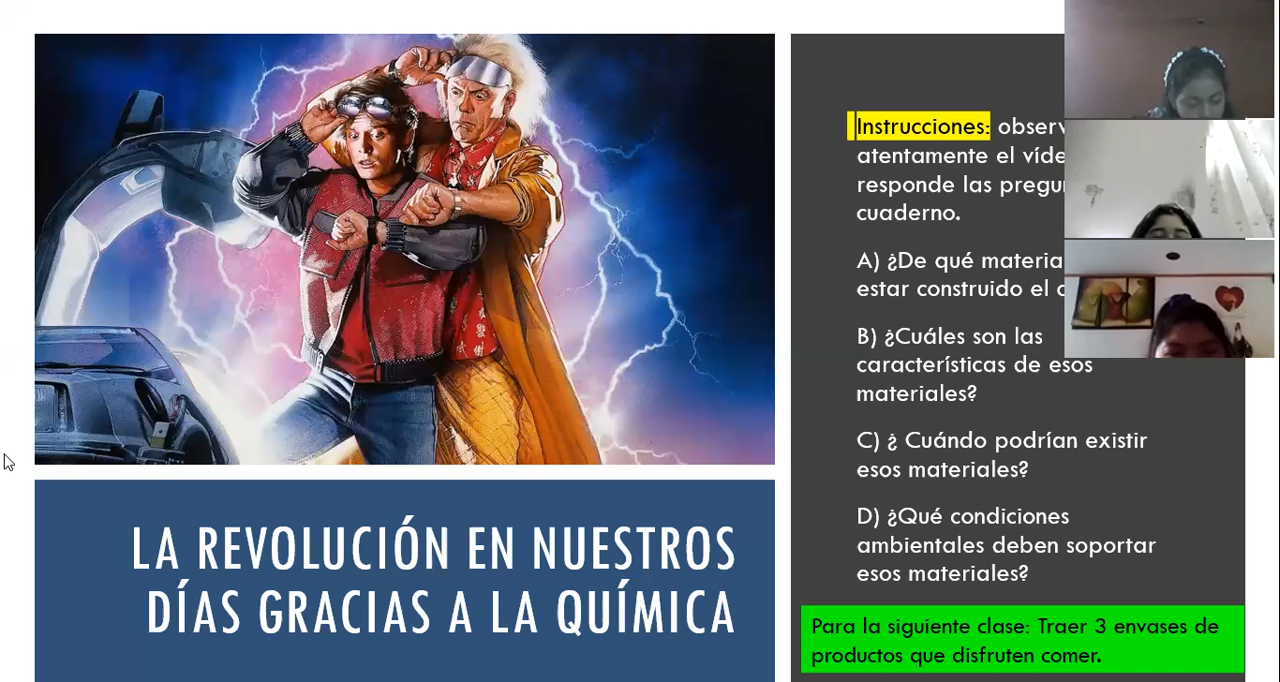 Instrucciones: observ
atentamente el víde
responde las pregu
cuaderno.
A) ¿De qué materia
estar construido el
B) ¿Cuáles son las
características de esos
materiales?
C) ¿ Cuándo podrían existir
esos materiales?
D) ¿Qué condiciones
ambientales deben soportar
esos materiales?
LA REVOLUCIÓN EN NUESTROS
DÍAS GRACIAS A LA QUÍMICA
Para la siguiente clase: Traer 3 envases de
productos que disfruten comer.